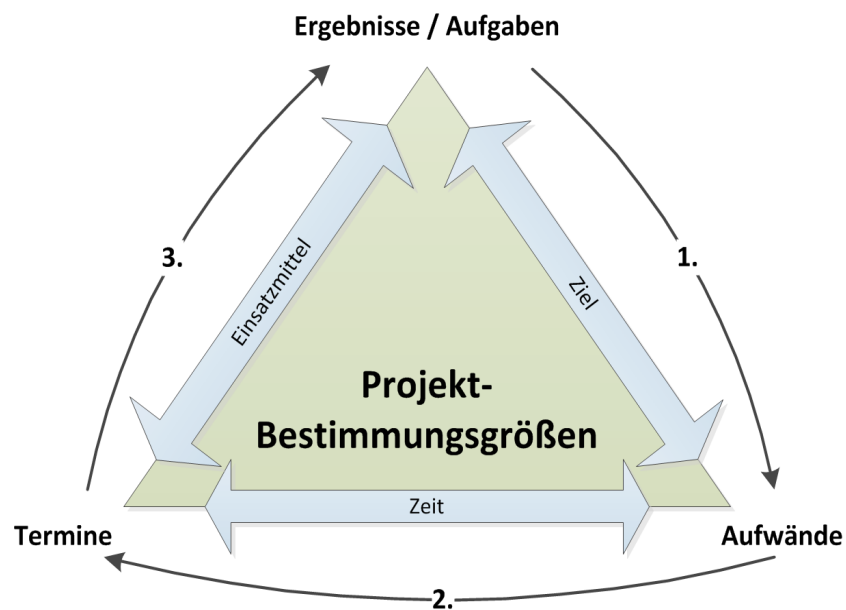 Ergebnisse / Aufgaben
3.
1.
Einsatzmittel
Ziel
Projekt-
Bestimmungsgrößen
Zeit
Termine
Aufwände
2.